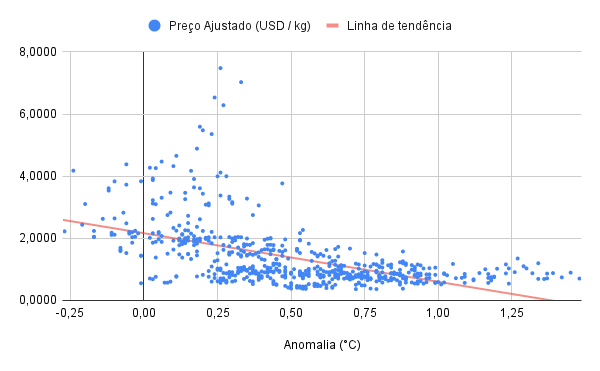 Preço Ajustado (USD / kg) Linha de tendência
8,0000
6,0000
4,0000
2,0000
0,0000
-0,25 0,00 0,25 0,50 0,75 1,00 1,25
Anomalia (°C)